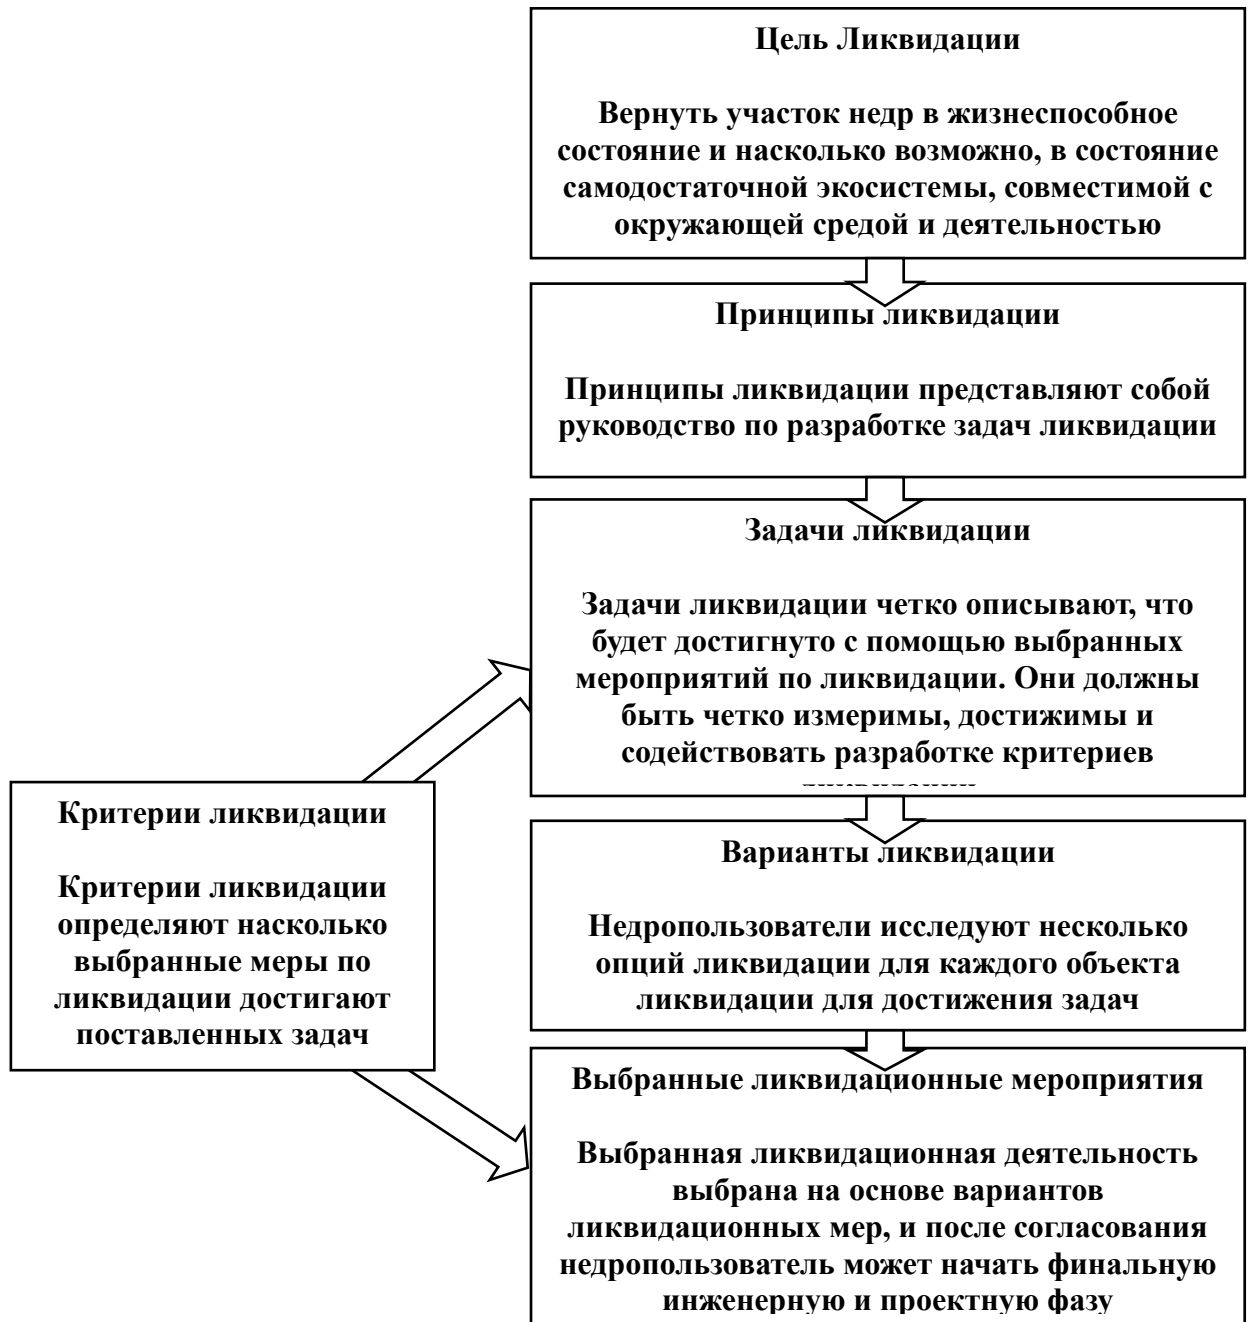 Цель Ликвидации
Вернуть участок недр в жизнеспособное
состояние и насколько возможно, в состояние
самодостаточной экосистемы, совместимой с
окружающей средой и деятельностью
Принципы ликвидации
Принципы ликвидации представляют собой
руководство по разработке задач ликвидации
Задачи ликвидации
Задачи ликвидации четко описывают, что
будет достигнуто с помощью выбранных
мероприятий по ликвидации. Они должны
быть четко измеримы, достижимы и
содействовать разработке критериев
Критерии ликвидации
Критерии ликвидации
определяют насколько
выбранные меры по
ликвидации достигают
поставленных задач
Варианты ликвидации
Недропользователи исследуют несколько
опций ликвидации для каждого объекта
ликвидации для достижения задач
Выбранные ликвидационные мероприятия
Выбранная ликвидационная деятельность
выбрана на основе вариантов
ликвидационных мер, и после согласования
недропользователь может начать финальную
инженерную и проектную фазу